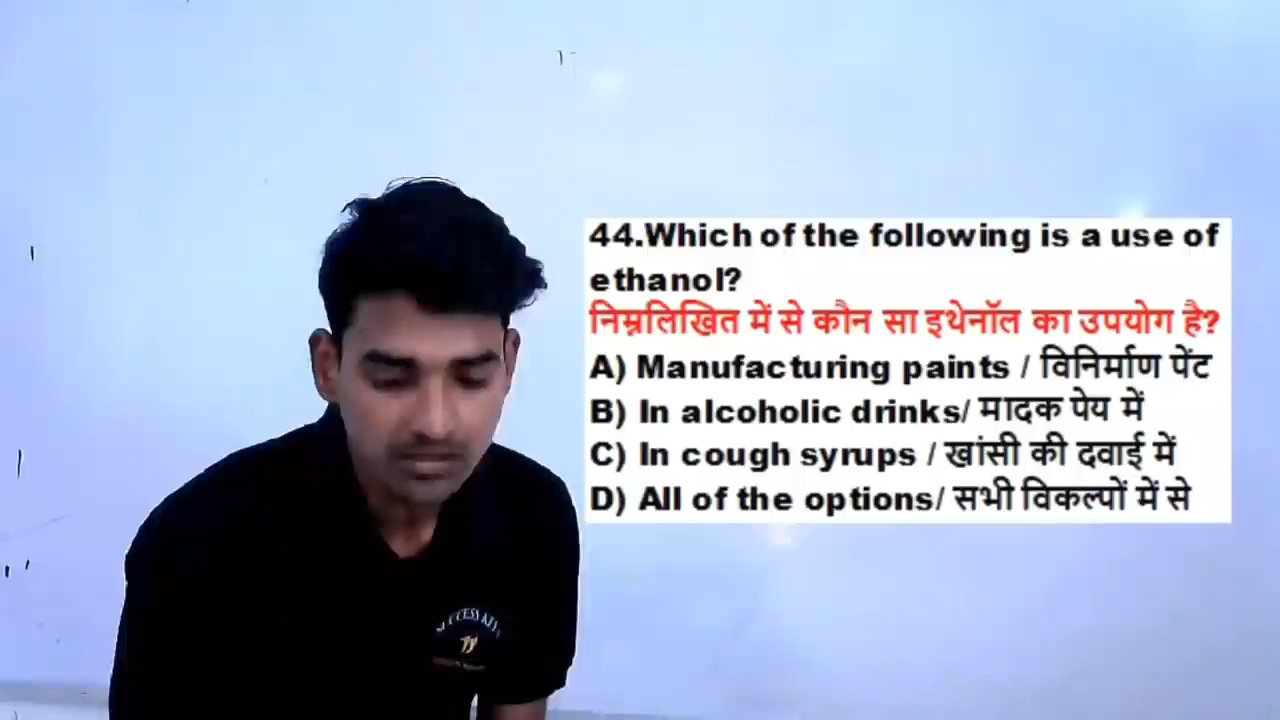 44.Which of the following is a use of
ethanol?
निम्नलिखित में से कौन सा इथेनॉल का उपयोग है?
A) Manufacturing paints / विनिर्माण पेंट
B) In alcoholic drinks/ मादक पेय में
C) In cough syrups / खांसी की दवाई में
D) All of the options/ सभी विकल्पों में से